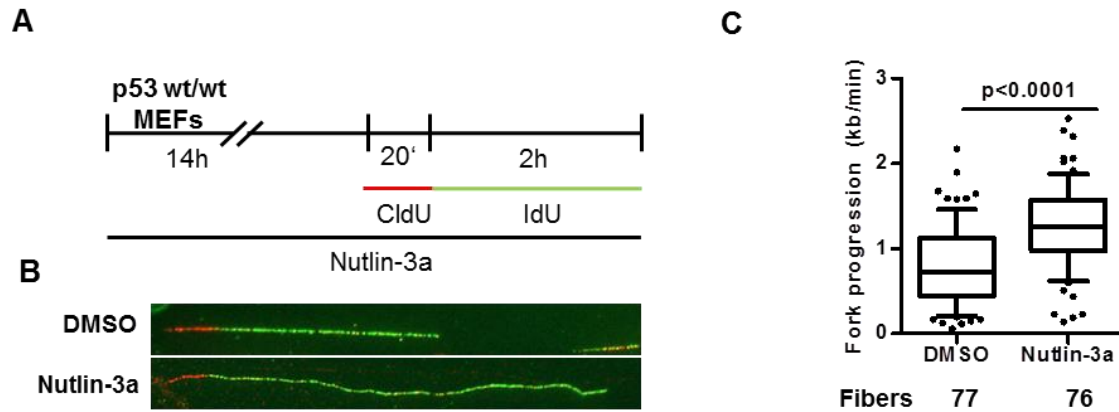 A
p53 wt/wt
MEFs
14h
20'
2h
CldU
IdU
Nutlin-3a
B
DMSO
Nutlin-3a
C
Fork progression (kb/min)
3
2
1
0
p<0.0001
DMSO
Nutlin-3a
Fibers
77
76